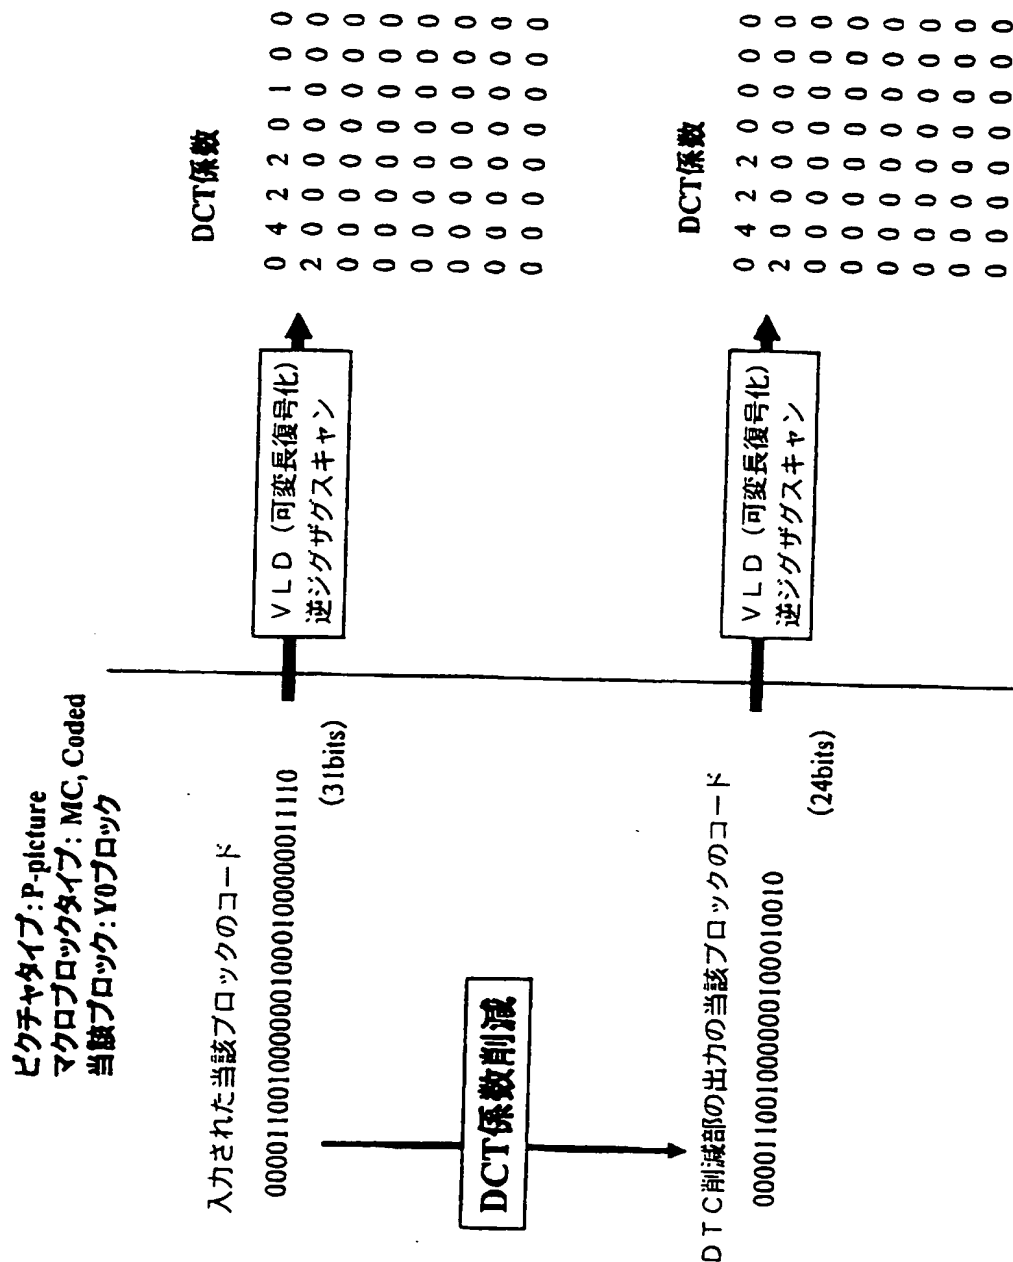 ピクチャタイプ:P-picture
マクロブロックタイプ:MC, Coded
当該ブロック:Y0ブロック
入力された当該ブロックのコード
0000110010000001000100000011110
(31bits)
VLD(可変長復号化)
逆ジグザグスキャン
DCT係数
0 4 2 2 0 1 0 0
2 0 0 0 0 0 0 0
0 0 0 0 0 0 0 0
0 0 0 0 0 0 0 0
0 0 0 0 0 0 0 0
0 0 0 0 0 0 0 0
0 0 0 0 0 0 0 0
0 0 0 0 0 0 0 0
DCT係数削減
DTC削減部の出力の当該ブロックのコード
000011001000000100010010
(24bits)
VLD(可変長復号化)
逆ジグザグスキャン
DCT係数
0 4 2 2 0 0 0 0
2 0 0 0 0 0 0 0
0 0 0 0 0 0 0 0
0 0 0 0 0 0 0 0
0 0 0 0 0 0 0 0
0 0 0 0 0 0 0 0
0 0 0 0 0 0 0 0
0 0 0 0 0 0 0 0